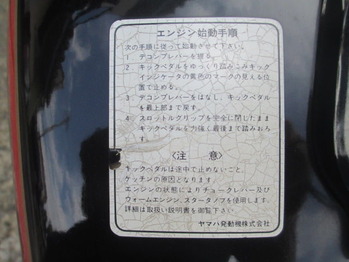 エンジン始動手順
次の手順に従って始動させて下さい。
1 デコンプレバーを握る。
2 キックペダルをゆっくり踏みこみキック
インジケータの黄色のマークの見える位
置で止める。
3 デコンプレバーをはなし、キックペダル
を最上部まで戻す。
4 スロットルグリップを完全に閉じたまま
キックペダルを力強く最後まで踏みおろ
す。
〈注 意〉
キックペダルは途中で止めないこと。
ケッチンの原因となります。
エンジンの状態によりチョークレバー及び
ウォームエンジン、スタータノブを使用します。
詳細は取扱い説明書を御覧下さい。
ヤマハ発動機株式会社